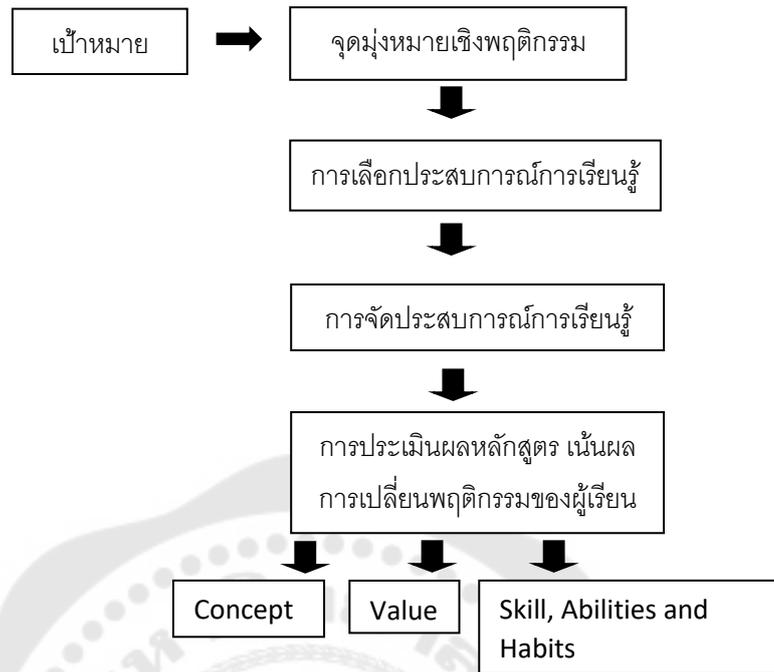 เป้าหมาย
จุดมุ่งหมายเชิงพฤติกรรม
การเลือกประสบการณ์การเรียนรู้
การจัดประสบการณ์การเรียนรู้
การประเมินผลหลักสูตร เน้นผล
การเปลี่ยนพฤติกรรมของผู้เรียน
Concept
Value
Skill, Abilities and
Habits